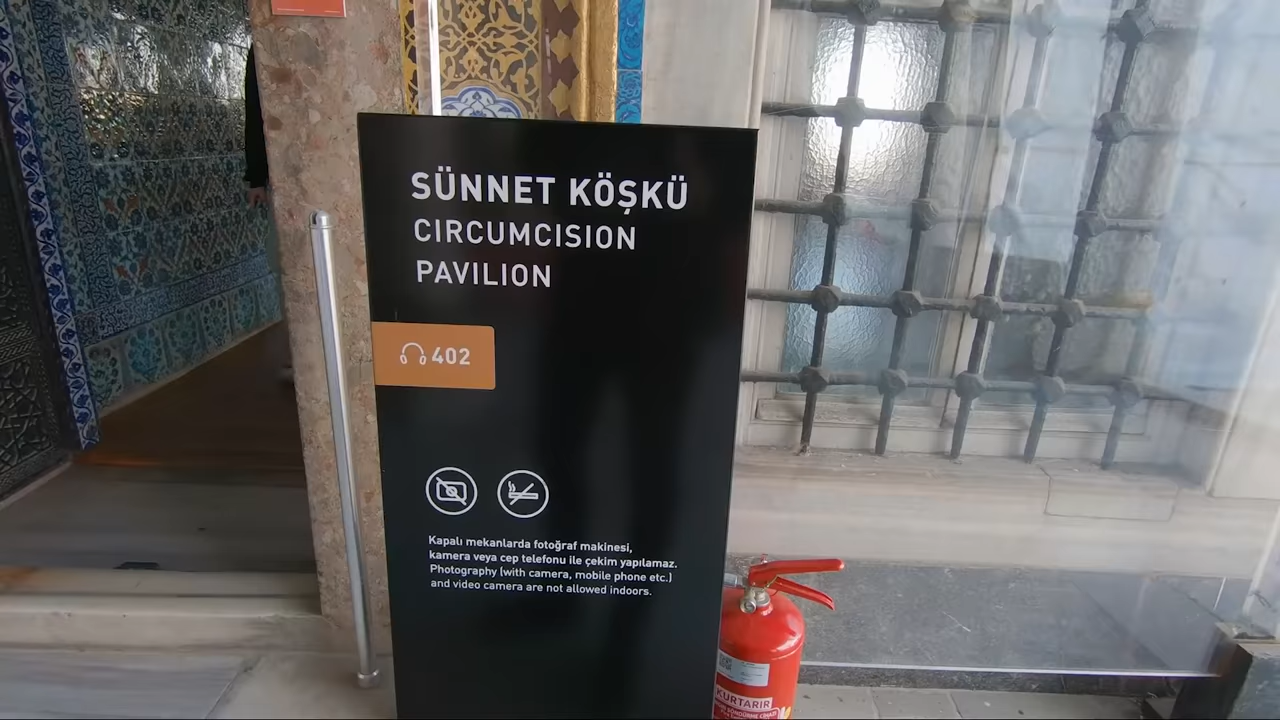 SÜNNET KÖŞKÜ
CIRCUMCISION
PAVILION
402
Kapalı mekanlarda fotoğraf makinesi,
kamera veya cep telefonu ile çekim yapılamaz.
Photography (with camera, mobile phone etc.)
and video camera are not allowed indoors.
KURTARIR